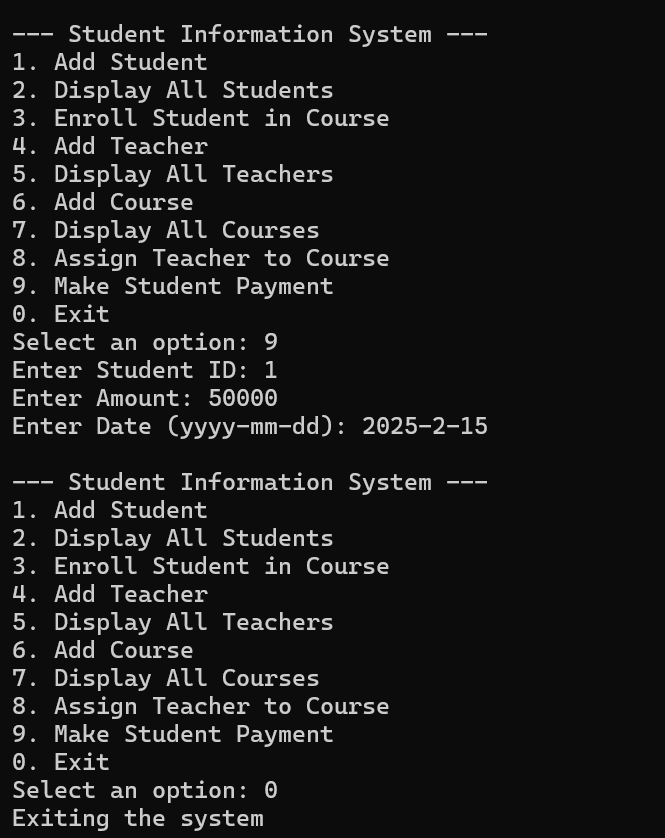 --- Student Information System ---
1. Add Student
2. Display All Students
3. Enroll Student in Course
4. Add Teacher
5. Display All Teachers
6. Add Course
7. Display All Courses
8. Assign Teacher to Course
9. Make Student Payment
0. Exit
Select an option: 9
Enter Student ID: 1
Enter Amount: 50000
Enter Date (yyyy-mm-dd): 2025-2-15
--- Student Information System ---
1. Add Student
2. Display All Students
3. Enroll Student in Course
4. Add Teacher
5. Display All Teachers
6. Add Course
7. Display All Courses
8. Assign Teacher to Course
9. Make Student Payment
0. Exit
Select an option: 0
Exiting the system